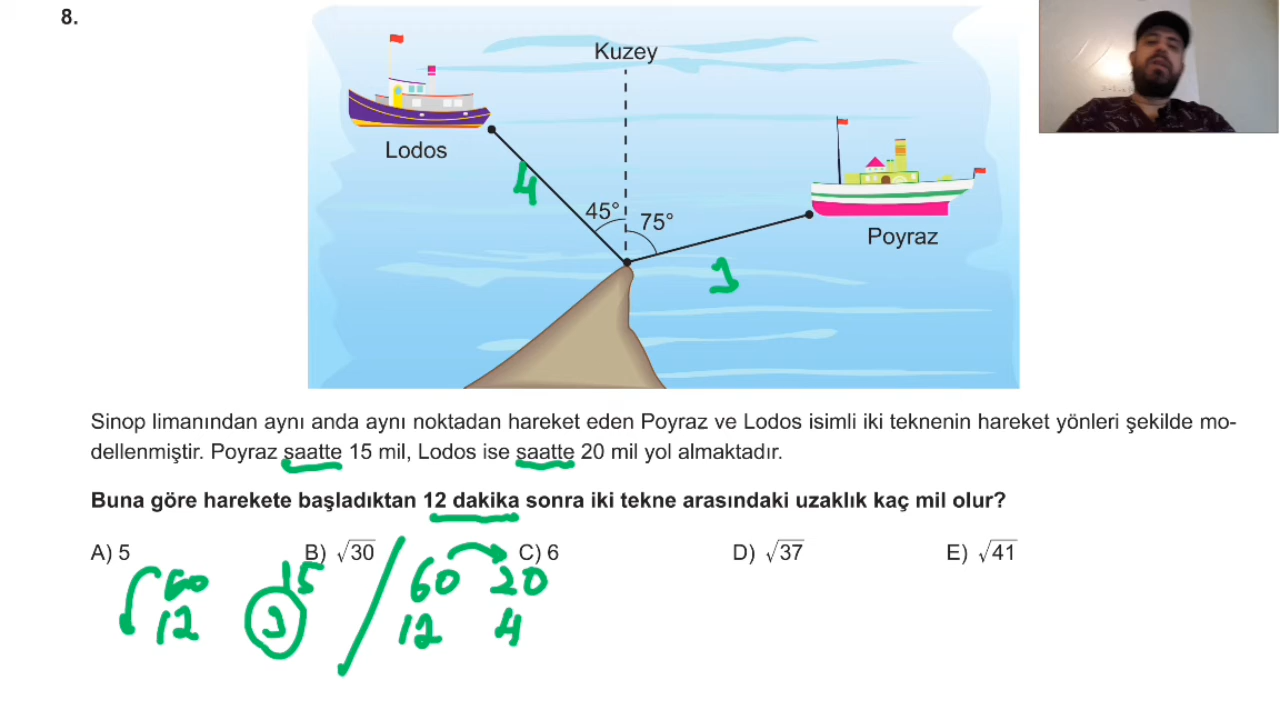 8.
Kuzey
Lodos
4
45°
75°
Poyraz
3
Sinop limanından aynı anda aynı noktadan hareket eden Poyraz ve Lodos isimli iki teknenin hareket yönleri şekilde mo-
dellenmiştir. Poyraz saatte 15 mil, Lodos ise saatte 20 mil yol almaktadır.
Buna göre harekete başladıktan 12 dakika sonra iki tekne arasındaki uzaklık kaç mil olur?
A) 5 B) √30 C) 6 D) √37 E) √41
60 15 / 60 20
12 3 12 4